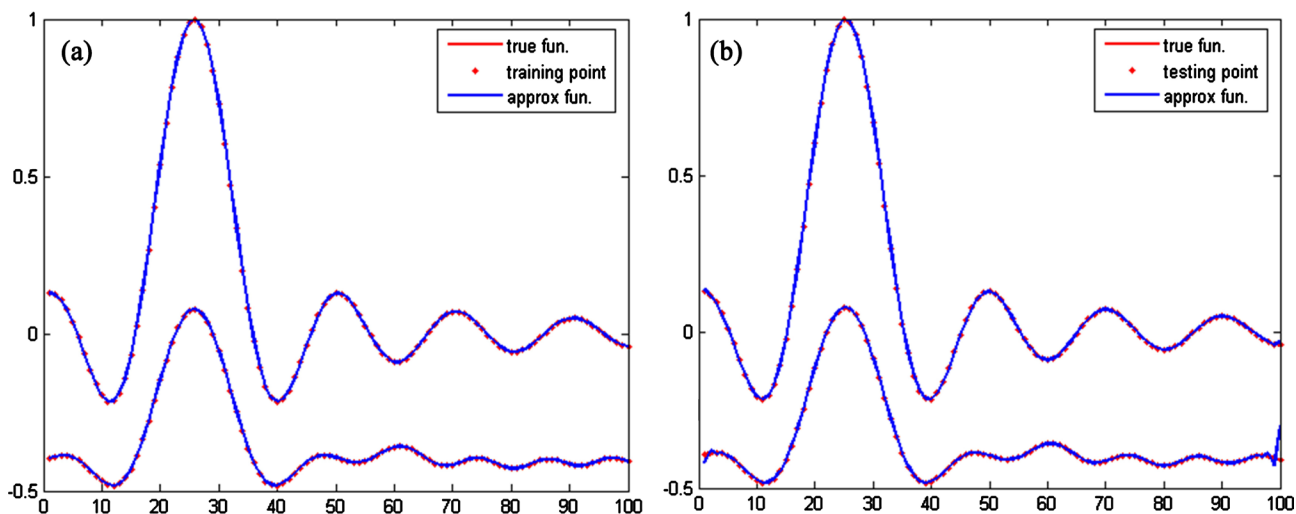 (a)
true fun.
training point
approx fun.
1
0.5
0
-0.5
0 10 20 30 40 50 60 70 80 90 100
(b)
true fun.
testing point
approx fun.
1
0.5
0
-0.5
0 10 20 30 40 50 60 70 80 90 100